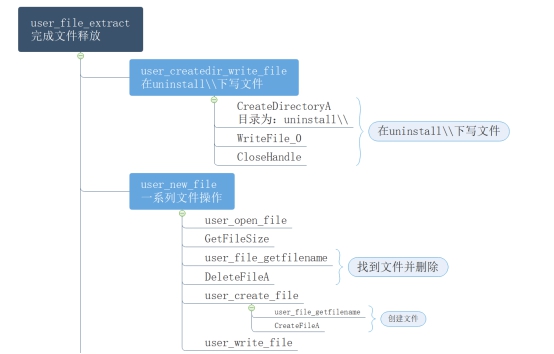 user_file_extract
完成文件释放
user_createdir_write_file
在uninstall\\下写文件
CreateDirectoryA
目录为: uninstall\\
WriteFile_0
CloseHandle
在uninstall\\下写文件
user_new_file
一系列文件操作
user_open_file
GetFileSize
user_file_getfilename
DeleteFileA
找到文件并删除
user_create_file
user_file_getfilename
CreateFileA
创建文件
user_write_file